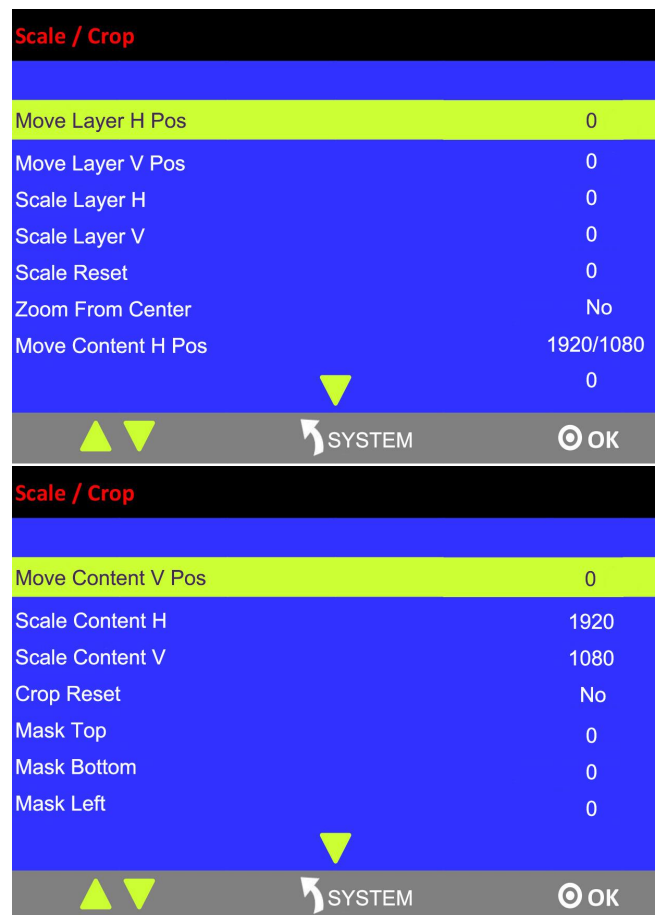 Scale / Crop
Move Layer H Pos 0
Move Layer V Pos 0
Scale Layer H 0
Scale Layer V 0
Scale Reset 0
Zoom From Center No
Move Content H Pos 1920/1080
0
SYSTEM OK
Scale / Crop
Move Content V Pos 0
Scale Content H 1920
Scale Content V 1080
Crop Reset No
Mask Top 0
Mask Bottom 0
Mask Left 0
SYSTEM OK